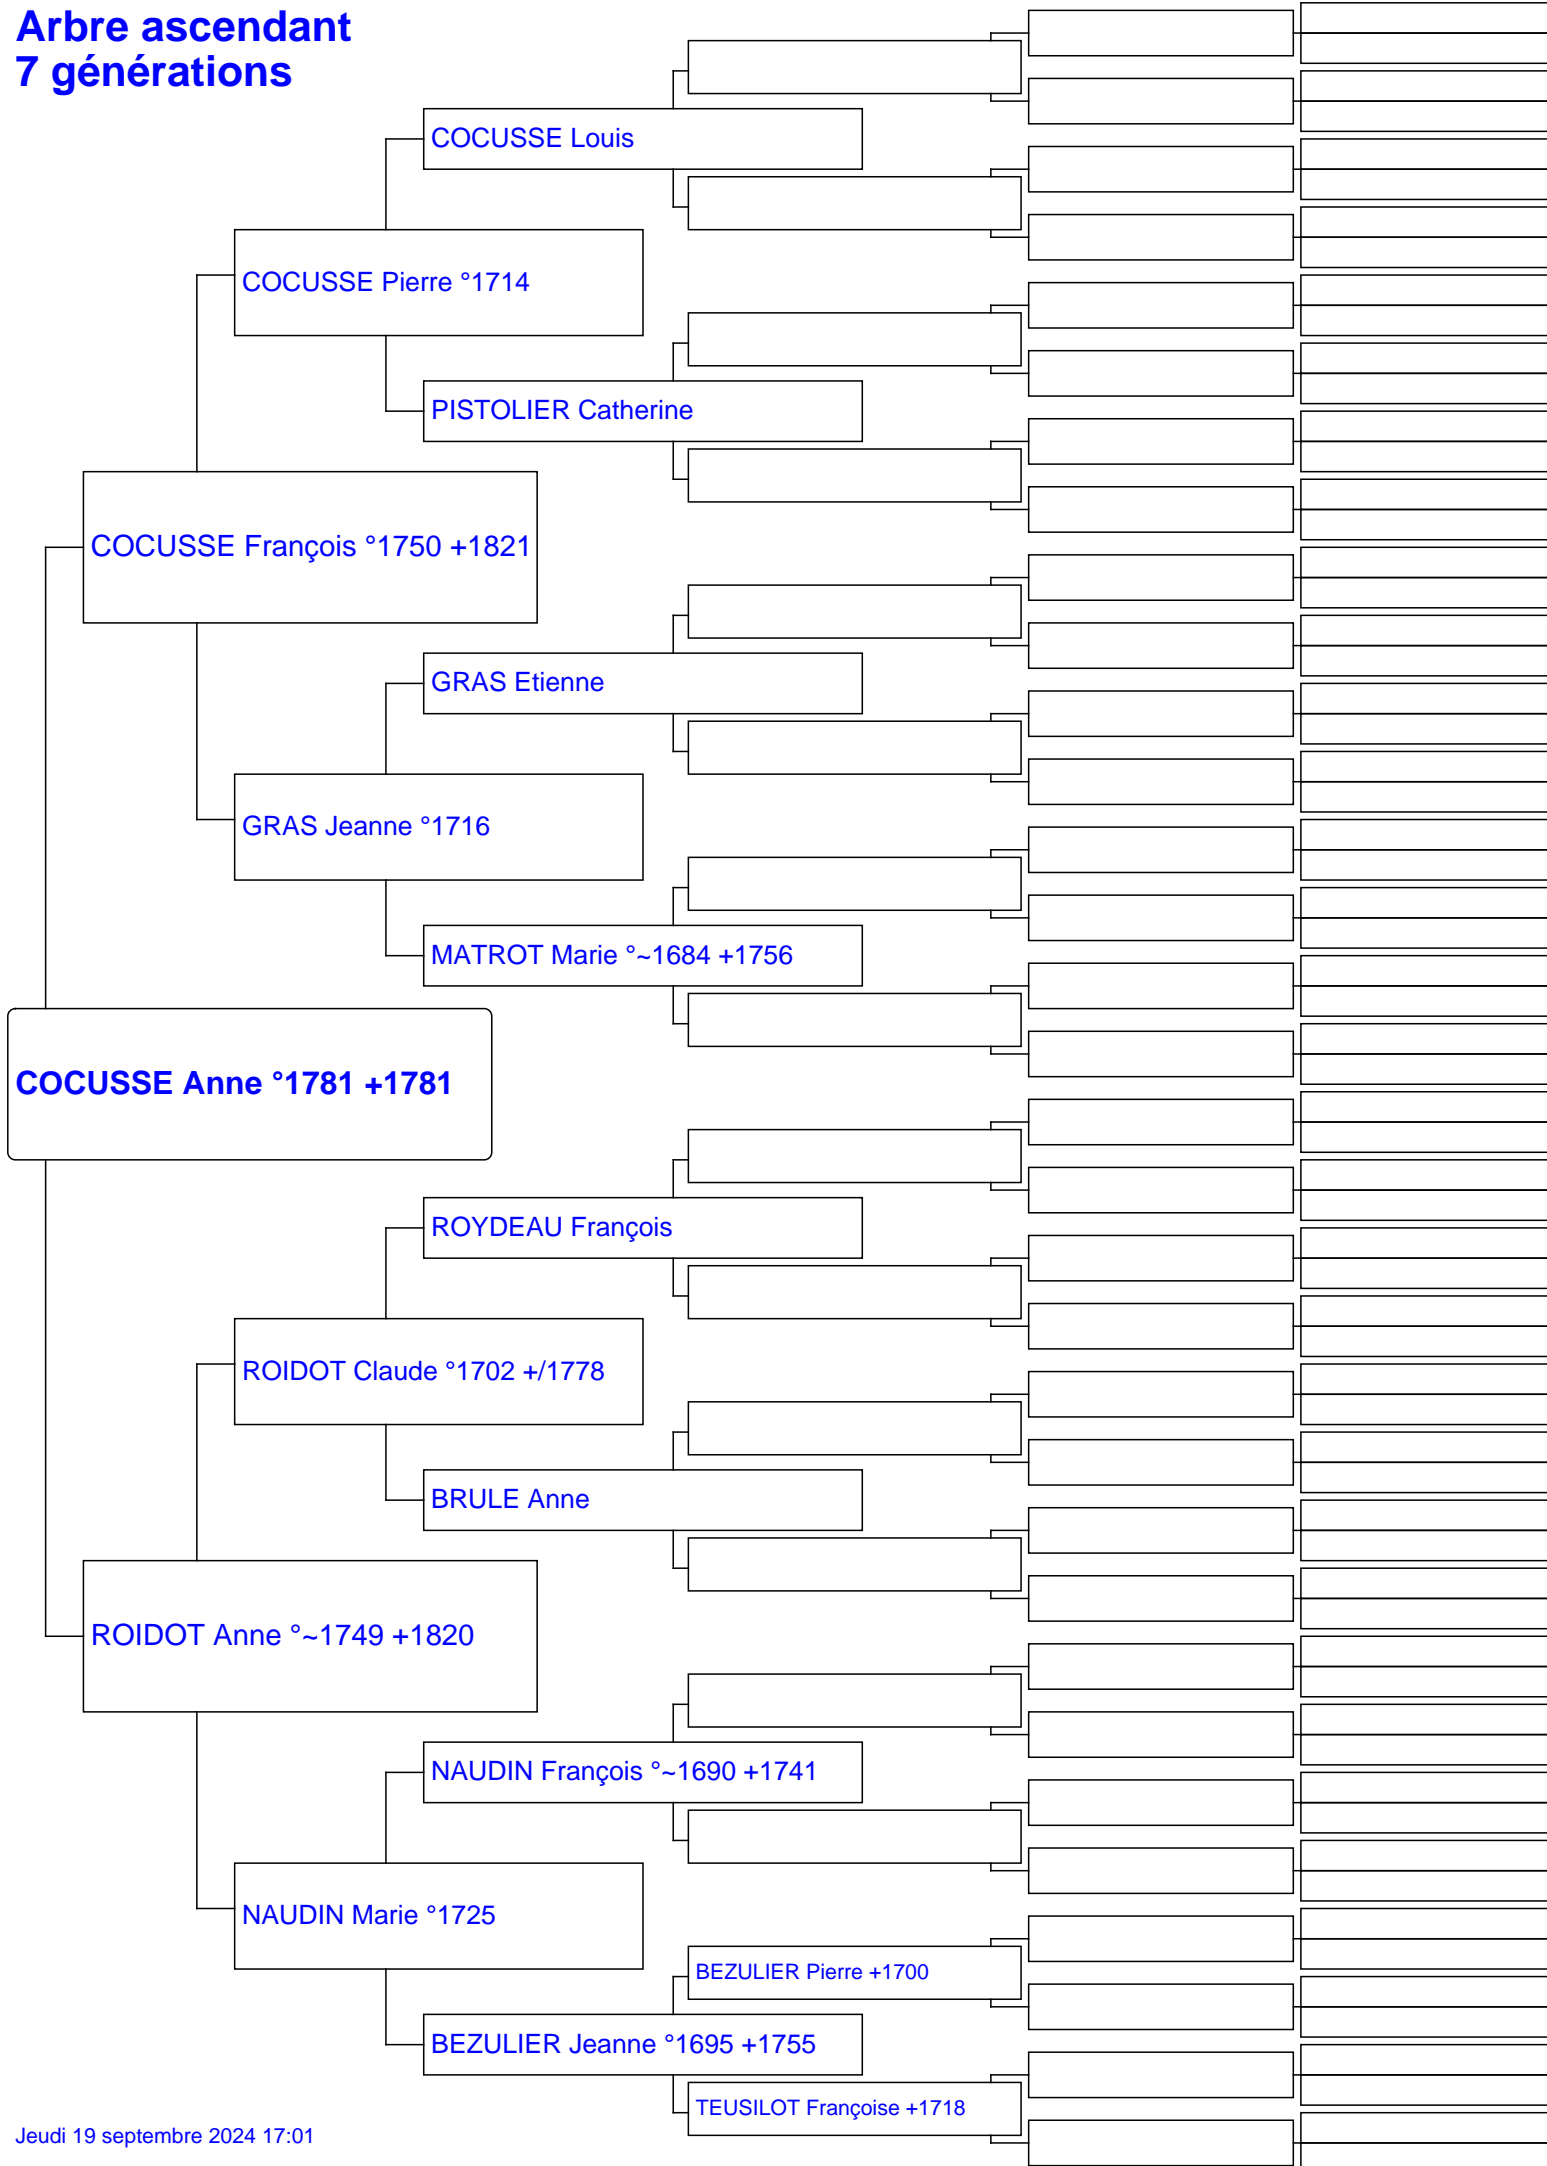 Arbre ascendant
7 générations
COCUSSE Louis
COCUSSE Pierre °1714
PISTOLIER Catherine
COCUSSE François °1750 +1821
GRAS Etienne
GRAS Jeanne °1716
MATROT Marie °~1684 +1756
COCUSSE Anne °1781 +1781
ROYDEAU François
ROIDOT Claude °1702 +/1778
BRULE Anne
ROIDOT Anne °~1749 +1820
NAUDIN François °~1690 +1741
NAUDIN Marie °1725
BEZULIER Pierre +1700
BEZULIER Jeanne °1695 +1755
TEUSILOT Françoise +1718
Jeudi 19 septembre 2024 17:01